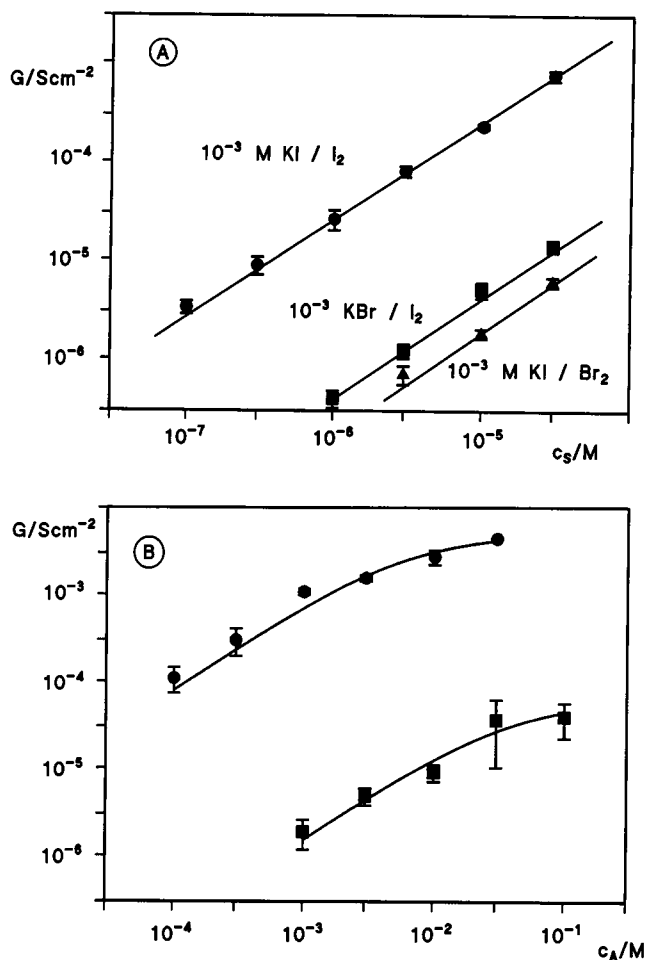 A
G/Scm⁻²
10⁻³ M KI / I₂
10⁻⁴
10⁻⁵
10⁻³ KBr / I₂
10⁻⁶
10⁻³ M KI / Br₂
10⁻⁷
10⁻⁶
10⁻⁵
cₛ/M
G/Scm⁻²
B
10⁻³
10⁻⁴
10⁻⁵
10⁻⁶
10⁻⁴
10⁻³
10⁻²
10⁻¹
c_A/M